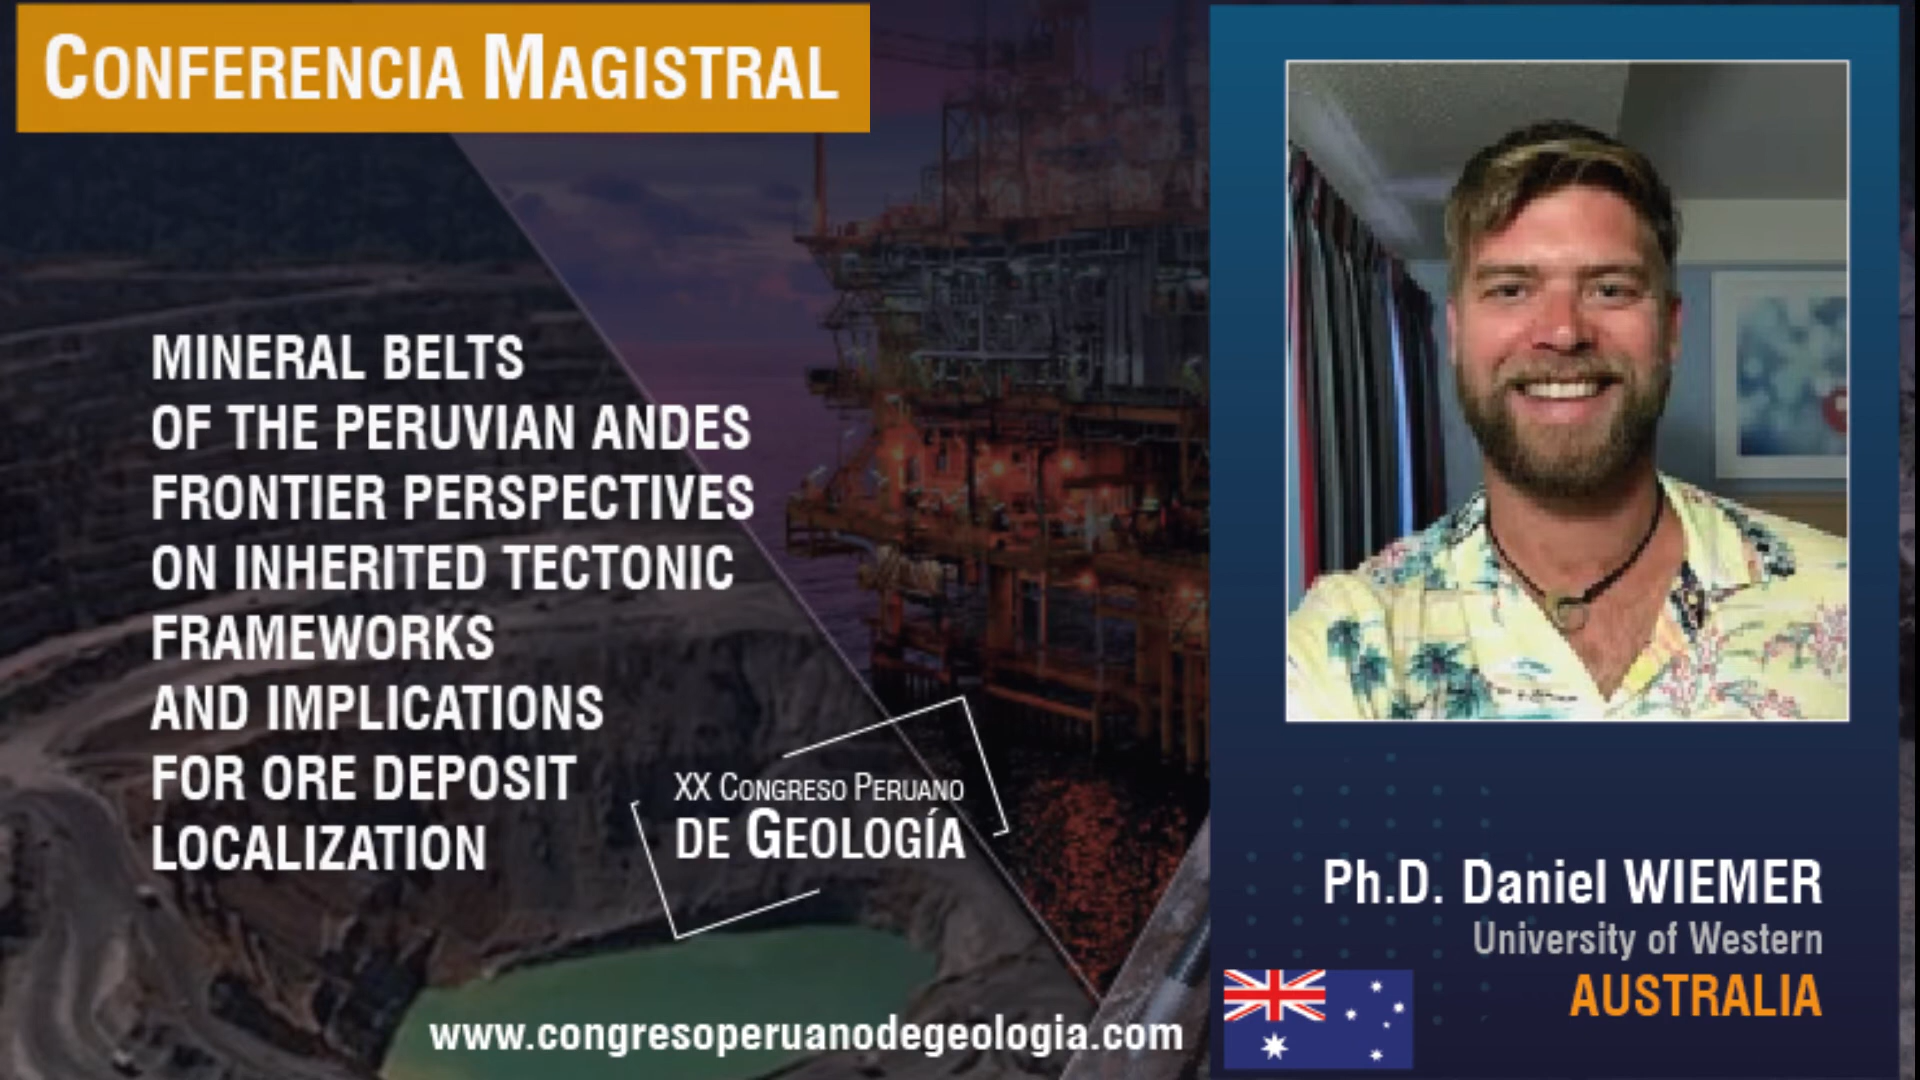 CONFERENCIA MAGISTRAL
MINERAL BELTS
OF THE PERUVIAN ANDES
FRONTIER PERSPECTIVES
ON INHERITED TECTONIC
FRAMEWORKS
AND IMPLICATIONS
FOR ORE DEPOSIT
LOCALIZATION
XX CONGRESO PERUANO
DE GEOLOGÍA
www.congresoperuanodegeologia.com
Ph.D. Daniel WIEMER
University of Western
AUSTRALIA